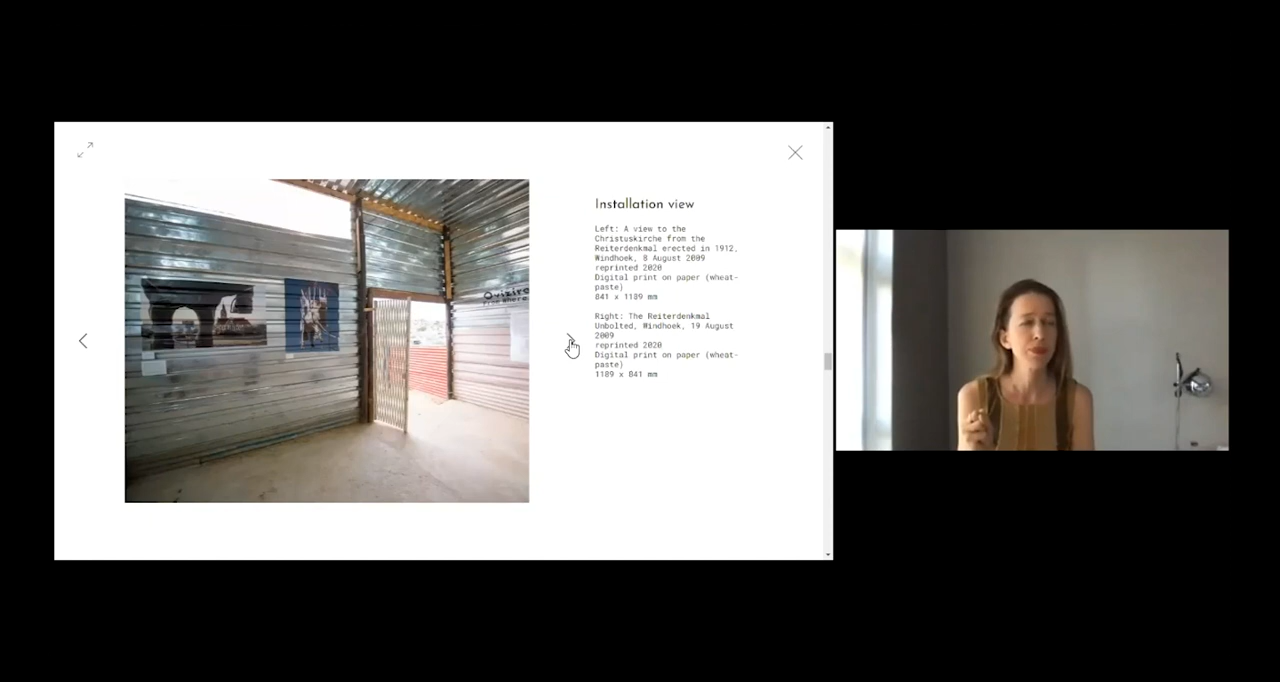 Installation view
Left: A view to the
Christuskirche from the
Reiterdenkmal erected in 1912,
Windhoek, 8 August 2009
reprinted 2020
Digital print on paper (wheat-
paste)
841 x 1189 mm
Right: The Reiterdenkmal
Unbolted, Windhoek, 19 August
2009
reprinted 2020
Digital print on paper (wheat-
paste)
1189 x 841 mm